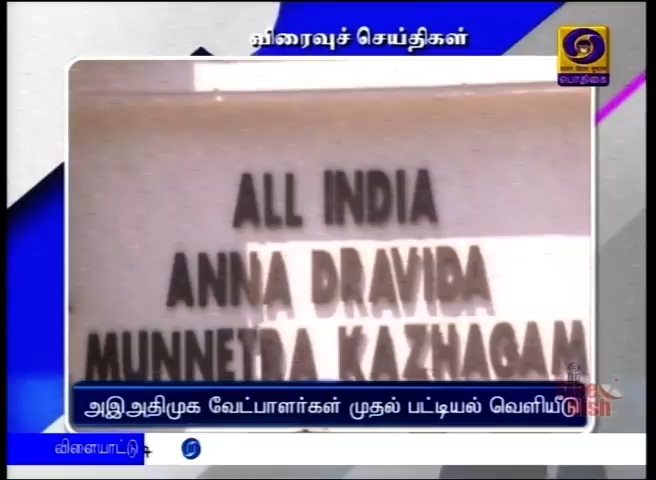 விரைவுச் செய்திகள்
பொதிகை
ALL INDIA
ANNA DRAVIDA
MUNNETRA KAZHAGAM
அஇஅதிமுக வேட்பாளர்கள் முதல் பட்டியல் வெளியீடு
விளையாட்டு